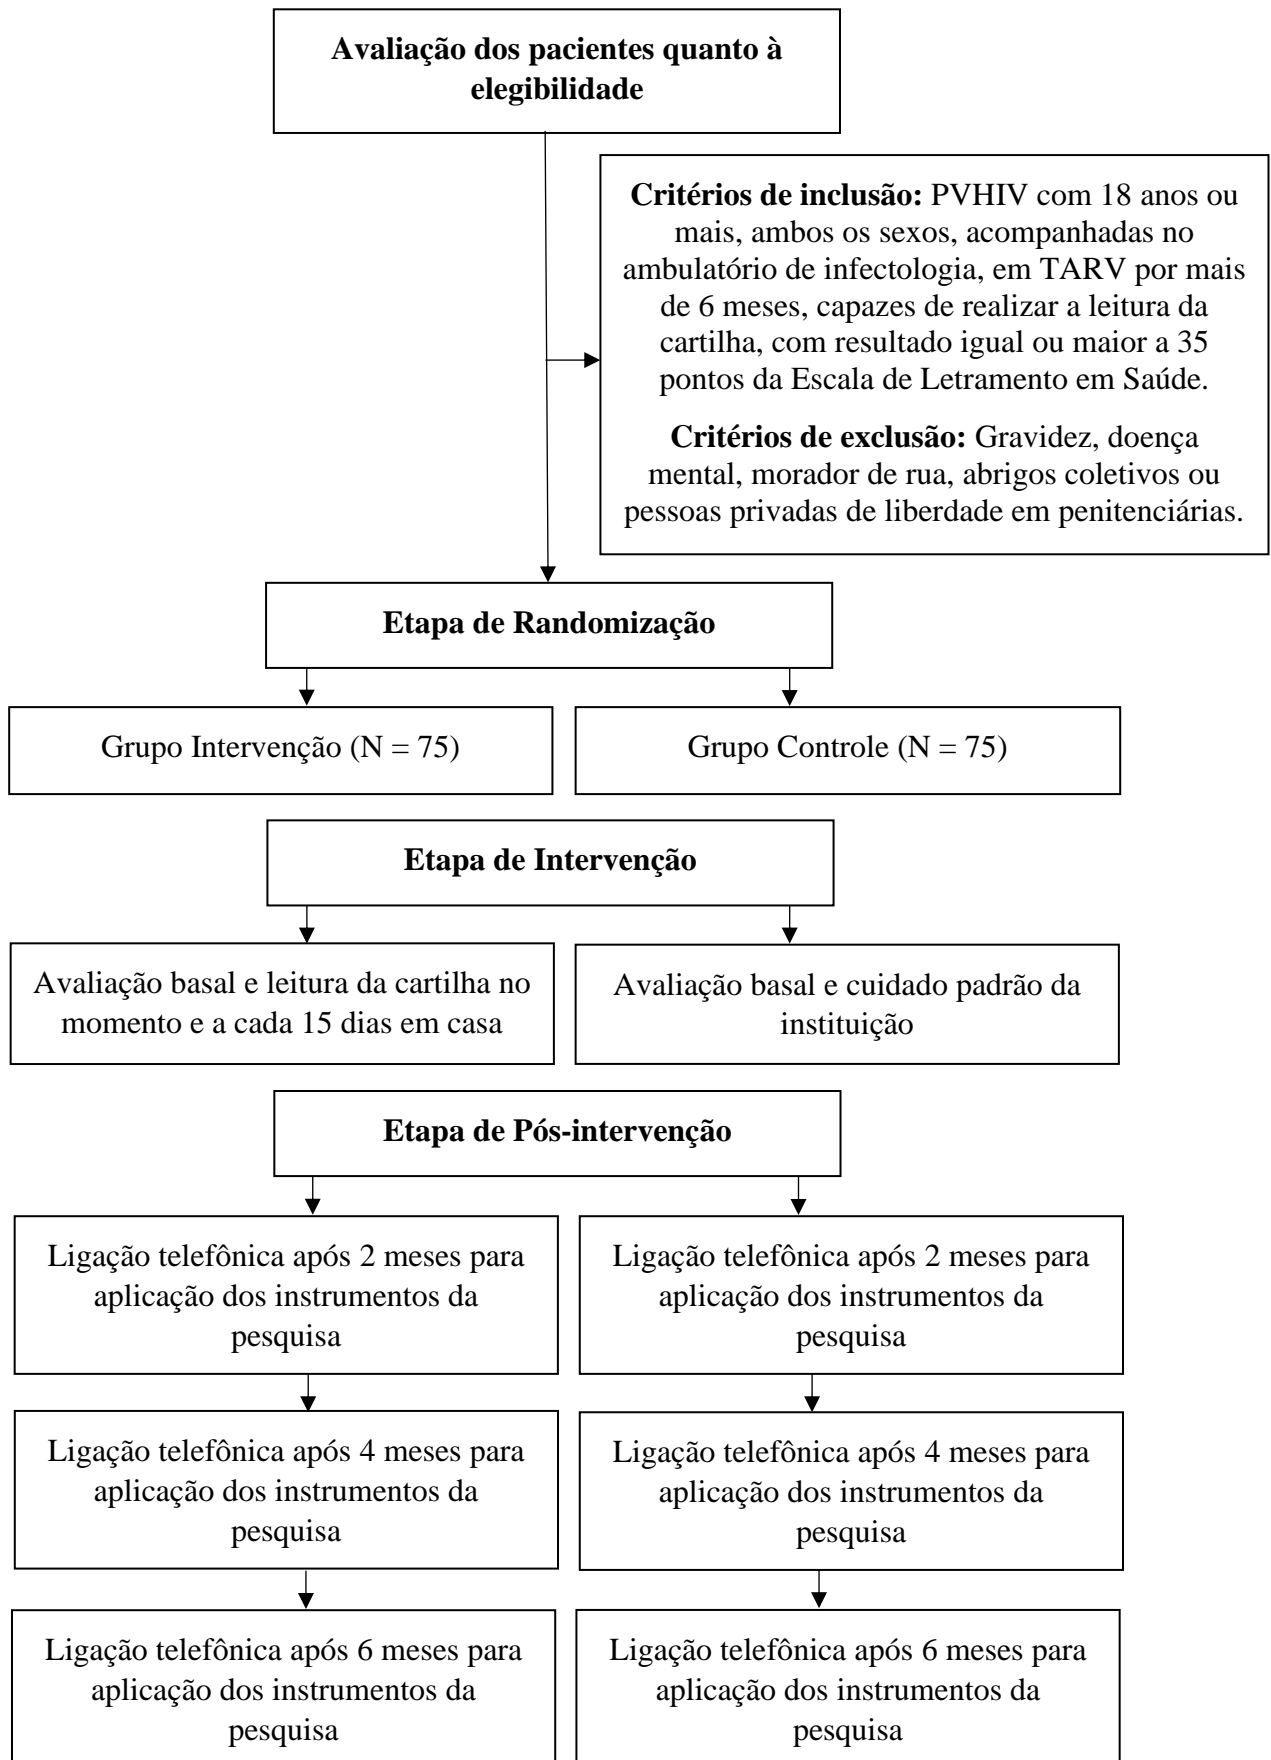 Avaliação dos pacientes quanto à
elegibilidade
Critérios de inclusão: PVHIV com 18 anos ou
mais, ambos os sexos, acompanhadas no
ambulatório de infectologia, em TARV por mais
de 6 meses, capazes de realizar a leitura da
cartilha, com resultado igual ou maior a 35
pontos da Escala de Letramento em Saúde.
Critérios de exclusão: Gravidez, doença
mental, morador de rua, abrigos coletivos ou
pessoas privadas de liberdade em penitenciárias.
Etapa de Randomização
Grupo Intervenção (N = 75)
Grupo Controle (N = 75)
Etapa de Intervenção
Avaliação basal e leitura da cartilha no
momento e a cada 15 dias em casa
Avaliação basal e cuidado padrão da
instituição
Etapa de Pós-intervenção
Ligação telefônica após 2 meses para
aplicação dos instrumentos da
pesquisa
Ligação telefônica após 2 meses para
aplicação dos instrumentos da
pesquisa
Ligação telefônica após 4 meses para
aplicação dos instrumentos da
pesquisa
Ligação telefônica após 4 meses para
aplicação dos instrumentos da
pesquisa
Ligação telefônica após 6 meses para
aplicação dos instrumentos da
pesquisa
Ligação telefônica após 6 meses para
aplicação dos instrumentos da
pesquisa